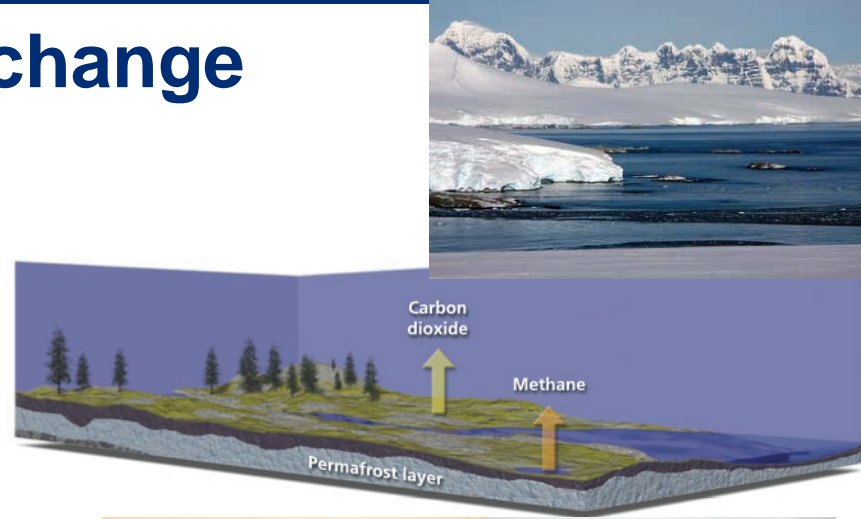 change
Carbon
dioxide
Methane
Permafrost layer